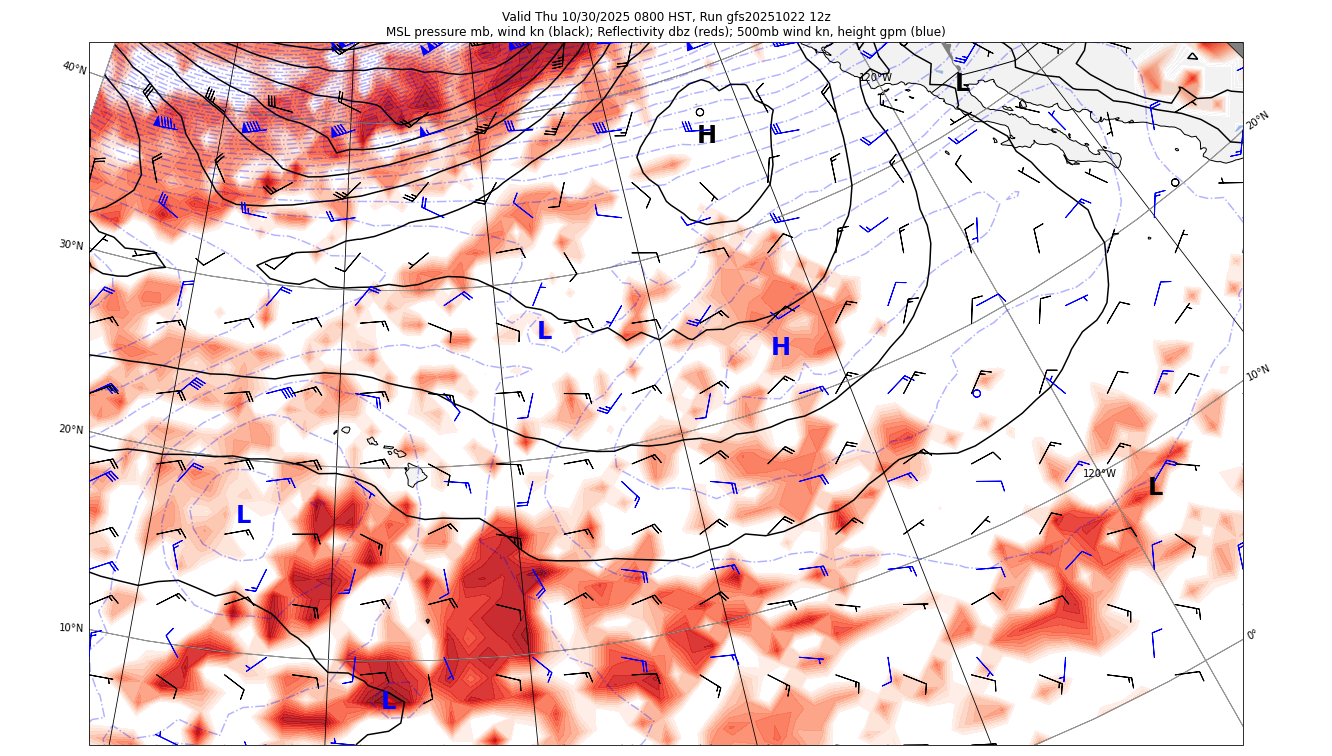 Valid Thu 10/30/2025 0800 HST, Run gfs20251022 12z
MSL pressure mb, wind kn (black); Reflectivity dbz (reds); 500mb wind kn, height gpm (blue)
40°N
120°W
L
20°N
H
30°N
L
H
10°N
20°N
120°W
L
L
10°N
0°
L